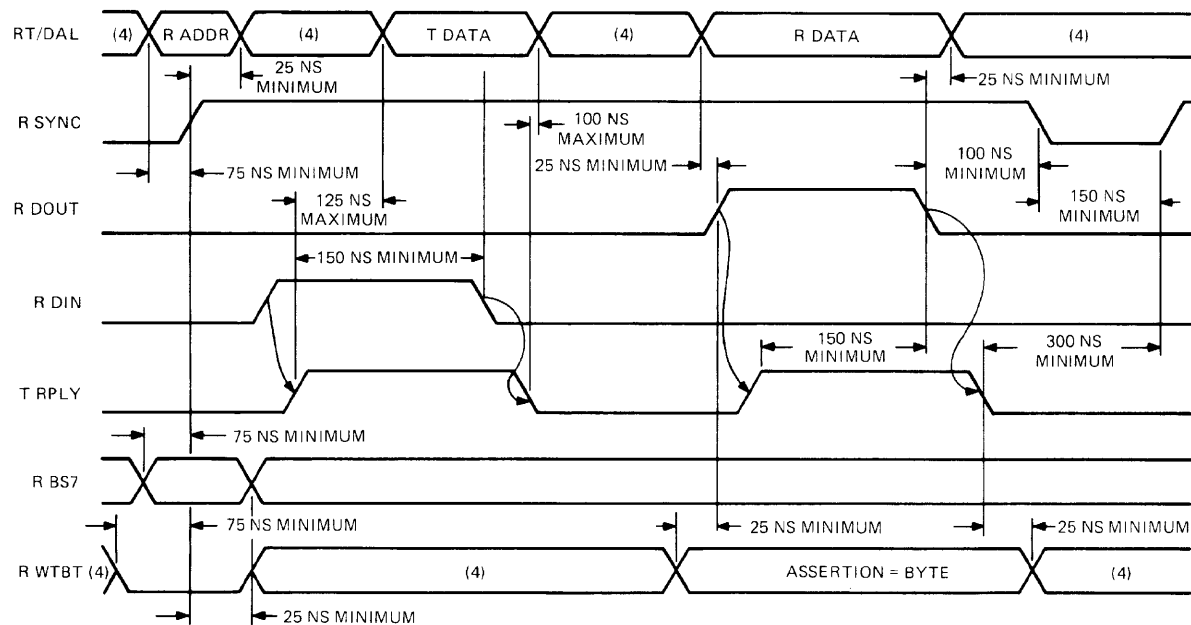 RT/DAL (4) R ADDR (4) T DATA (4) R DATA (4)
25 NS
MINIMUM
25 NS MINIMUM
R SYNC
100 NS
MAXIMUM
75 NS MINIMUM
25 NS MINIMUM
100 NS
MINIMUM
R DOUT
125 NS
MAXIMUM
150 NS
MINIMUM
150 NS MINIMUM
R DIN
150 NS
MINIMUM
300 NS
MINIMUM
T RPLY
75 NS MINIMUM
R BS7
75 NS MINIMUM
25 NS MINIMUM
25 NS MINIMUM
R WTBT (4) (4) ASSERTION = BYTE (4)
25 NS MINIMUM